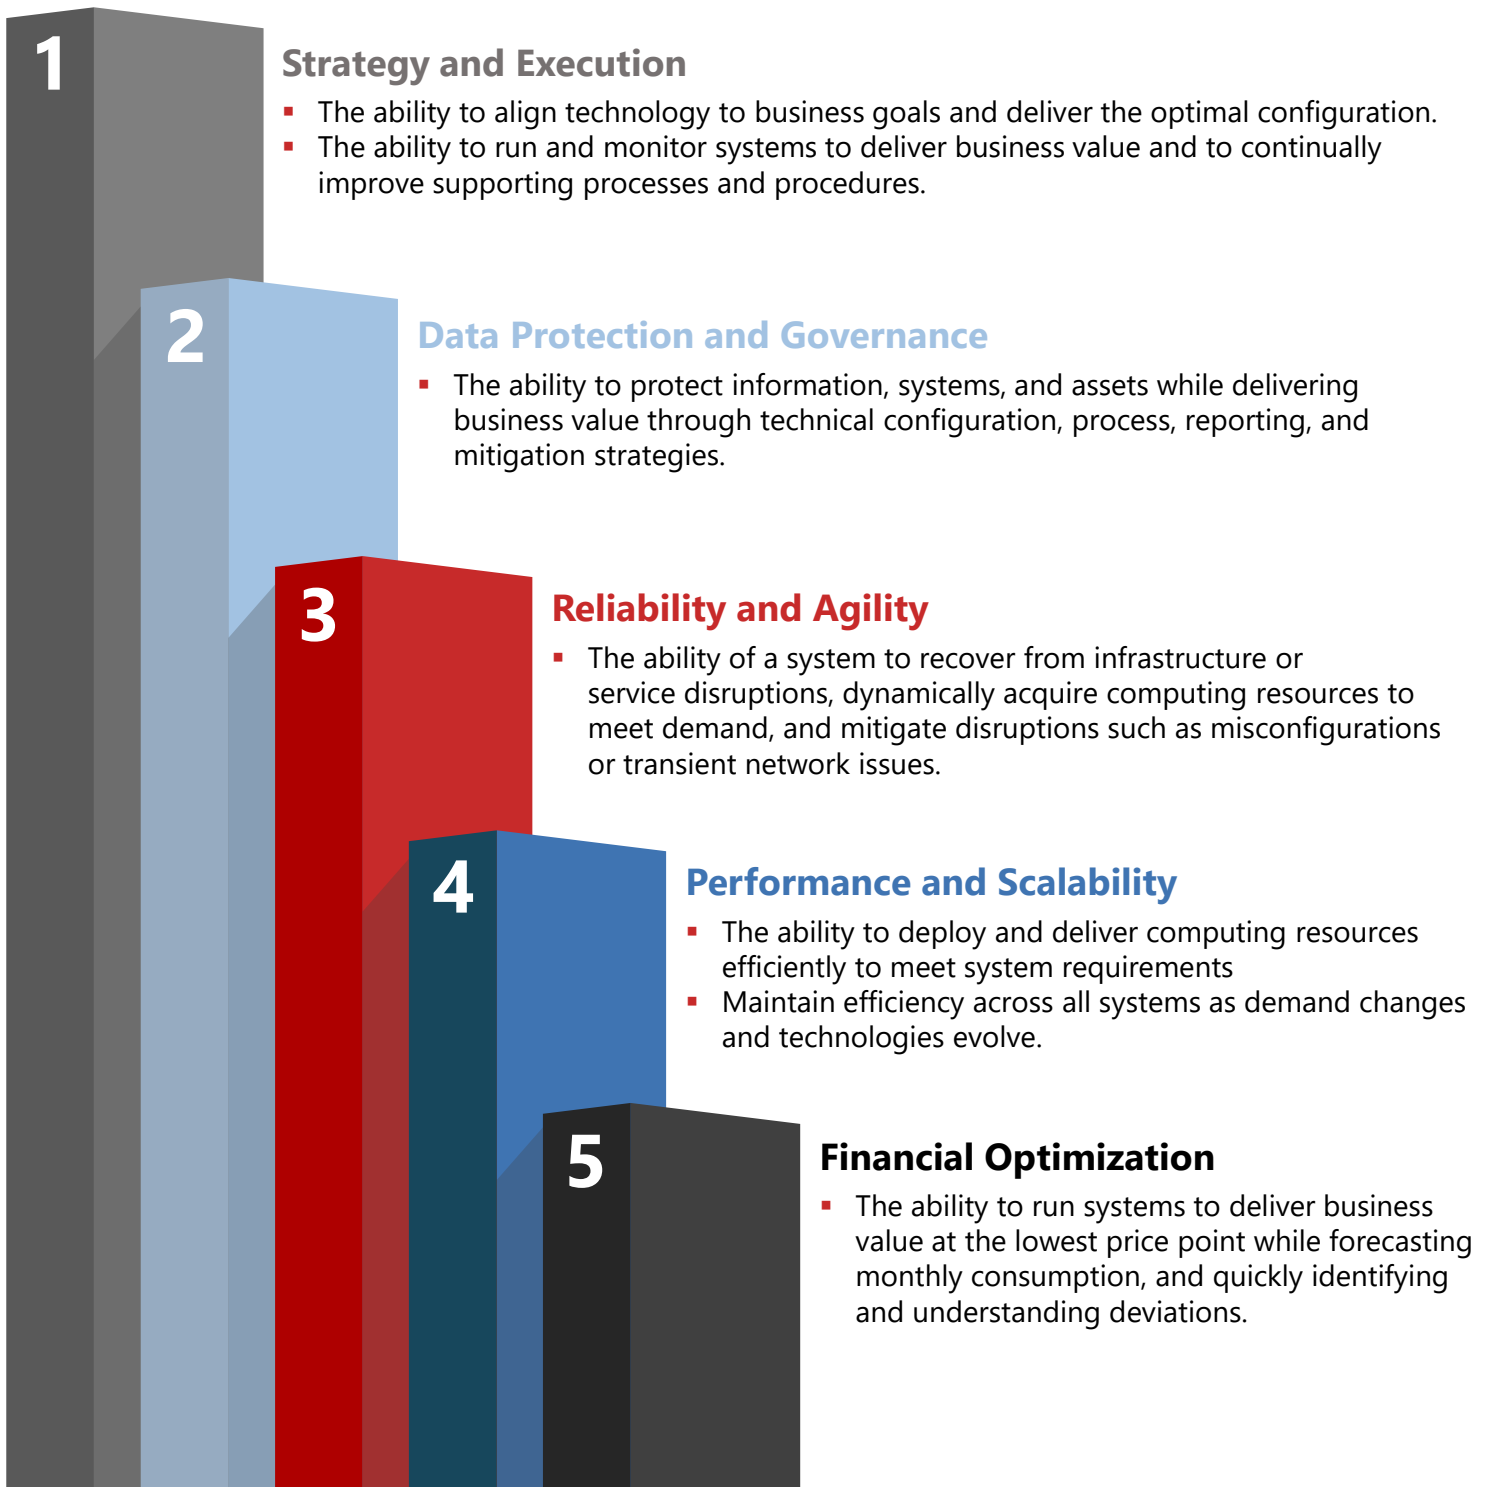 1
Strategy and Execution
▪ The ability to align technology to business goals and deliver the optimal configuration.
▪ The ability to run and monitor systems to deliver business value and to continually
improve supporting processes and procedures.
2
Data Protection and Governance
▪ The ability to protect information, systems, and assets while delivering
business value through technical configuration, process, reporting, and
mitigation strategies.
3
Reliability and Agility
▪ The ability of a system to recover from infrastructure or
service disruptions, dynamically acquire computing resources to
meet demand, and mitigate disruptions such as misconfigurations
or transient network issues.
4
Performance and Scalability
▪ The ability to deploy and deliver computing resources
efficiently to meet system requirements
▪ Maintain efficiency across all systems as demand changes
and technologies evolve.
5
Financial Optimization
▪ The ability to run systems to deliver business
value at the lowest price point while forecasting
monthly consumption, and quickly identifying
and understanding deviations.